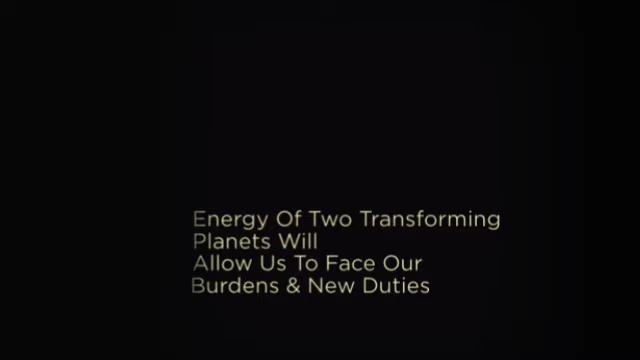 Energy Of Two Transforming
Planets Will
Allow Us To Face Our
Burdens & New Duties